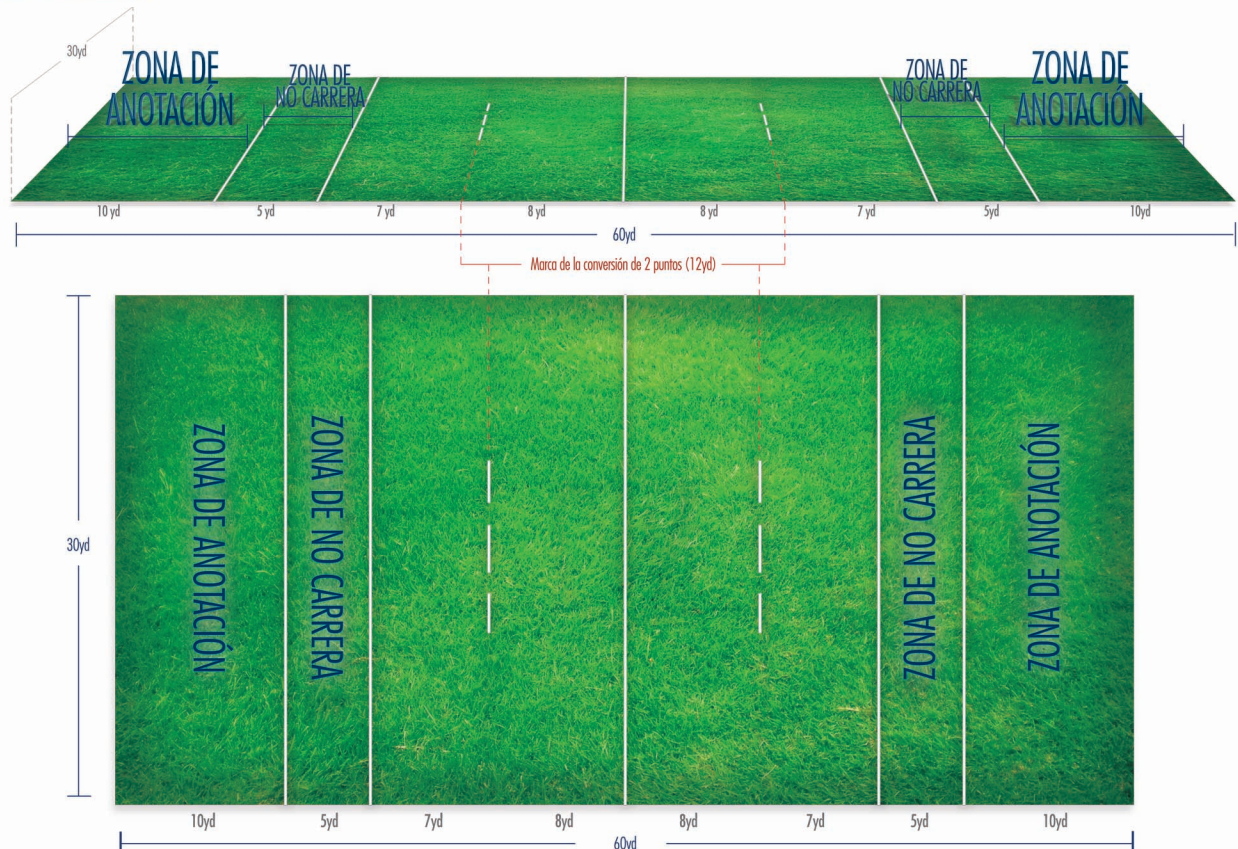 30yd
ZONA DE
ANOTACIÓN
ZONA DE
NO CARRERA
ZONA DE
NO CARRERA
ZONA DE
ANOTACIÓN
10 yd 5 yd 7 yd 8 yd 8 yd 7 yd 5yd 10yd
60yd
Marca de la conversión de 2 puntos (12yd)
30yd
ZONA DE ANOTACIÓN
ZONA DE NO CARRERA
ZONA DE NO CARRERA
ZONA DE ANOTACIÓN
10yd 5yd 7yd 8yd 8yd 7yd 5yd 10yd
60yd